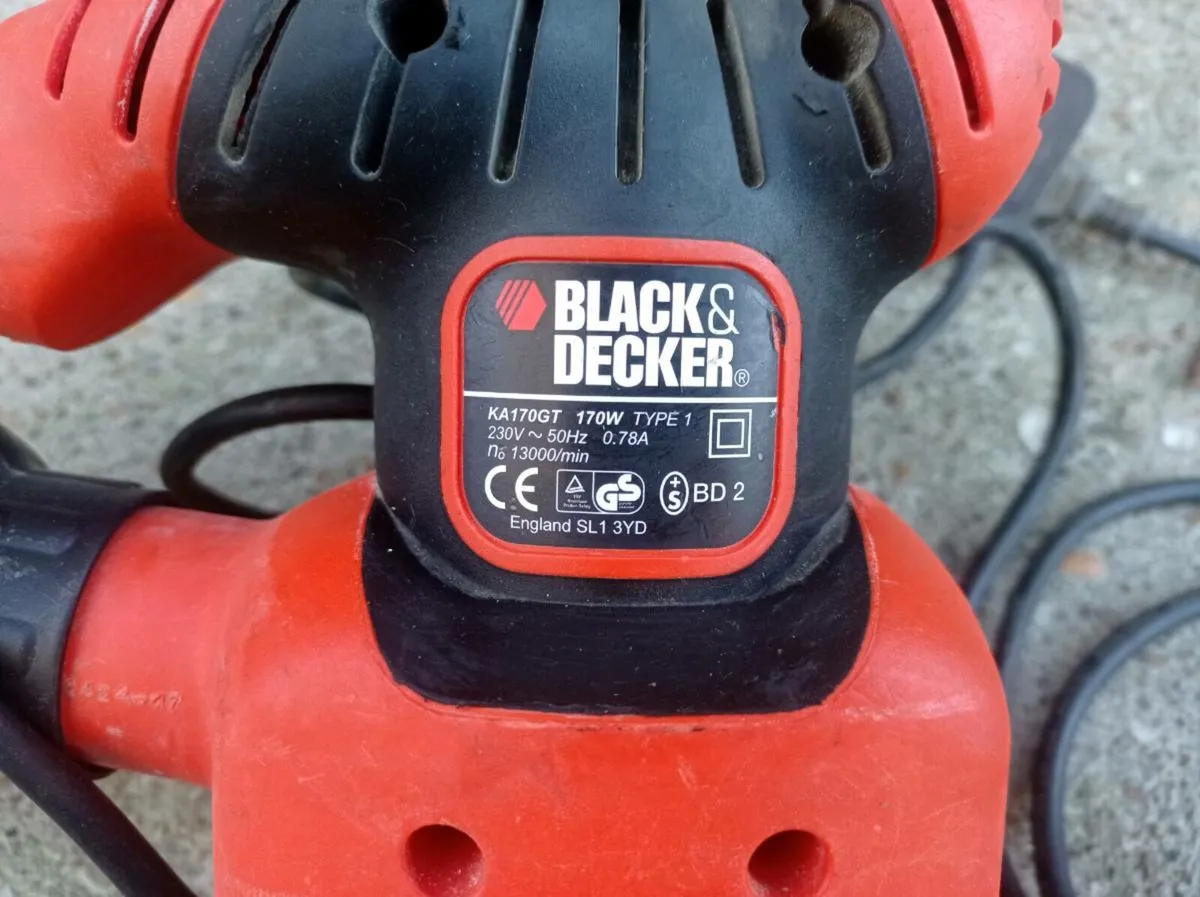 BLACK&
DECKER®
KA170GT 170W TYPE 1
230V ~ 50Hz 0.78A
n₀ 13000/min
CE GS S BD 2
England SL1 3YD